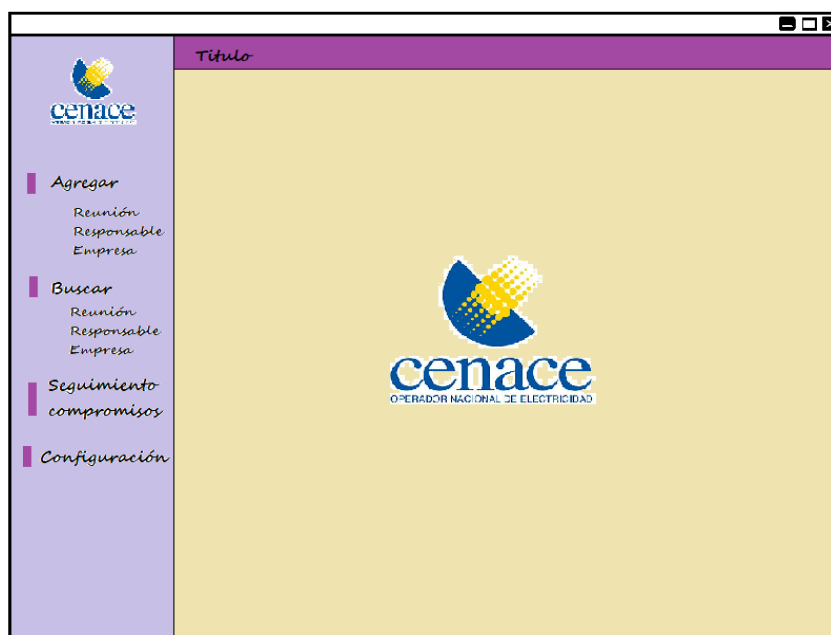 Titulo
cenace
Agregar
Reunión
Responsable
Empresa
Buscar
Reunión
Responsable
Empresa
Seguimiento
compromisos
Configuración
cenace
OPERADOR NACIONAL DE ELECTRICIDAD